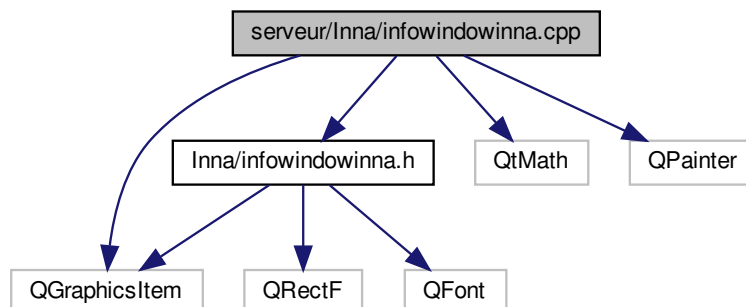 serveur/Inna/infowindowinna.cpp
Inna/infowindowinna.h
QtMath
QPainter
QGraphicsItem
QRectF
QFont